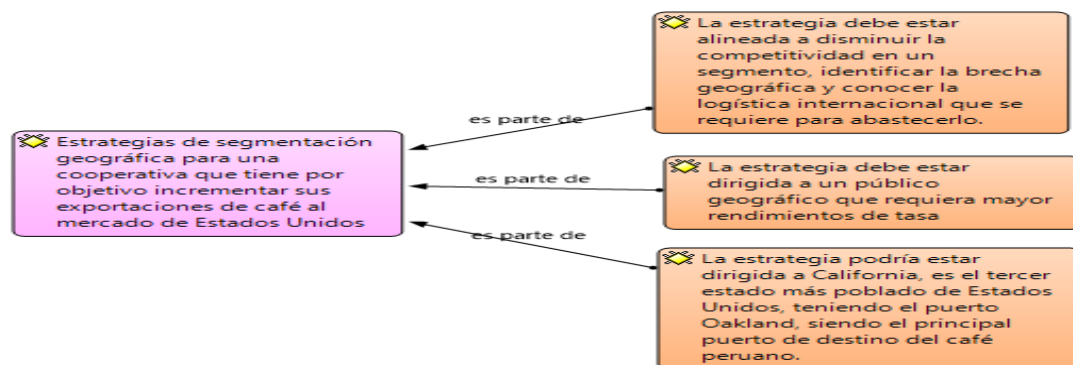 La estrategia debe estar
alineada a disminuir la
competitividad en un
segmento, identificar la brecha
geográfica y conocer la
logística internacional que se
requiere para abastecerlo.
es parte de
Estrategias de segmentación
geográfica para una
cooperativa que tiene por
objetivo incrementar sus
exportaciones de café al
mercado de Estados Unidos
es parte de
La estrategia debe estar
dirigida a un público
geográfico que requiera mayor
rendimientos de tasa
es parte de
La estrategia podría estar
dirigida a California, es el tercer
estado más poblado de Estados
Unidos, teniendo el puerto
Oakland, siendo el principal
puerto de destino del café
peruano.